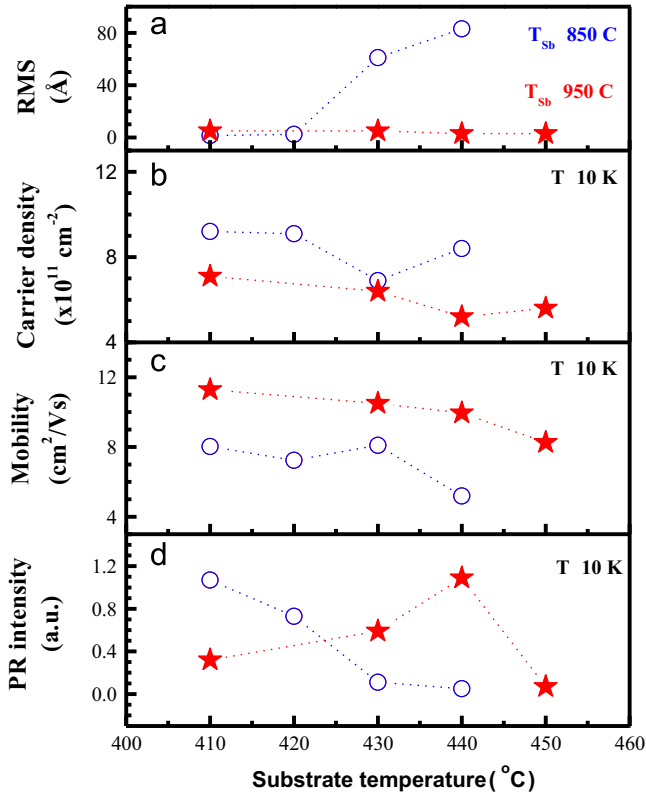 a
T_Sb 850 C
T_Sb 950 C
RMS
(Å)
80
40
0
b
T 10 K
Carrier density
(x10^11 cm^-2)
12
8
4
c
T 10 K
Mobility
(cm^2/Vs)
12
8
4
d
T 10 K
PR intensity
(a.u.)
1.2
0.8
0.4
0.0
400 410 420 430 440 450 460
Substrate temperature( °C)